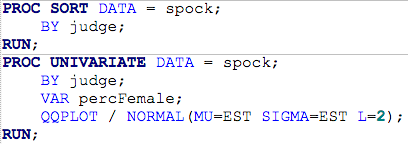 PROC SORT DATA = spock;
BY judge;
RUN;
PROC UNIVARIATE DATA = spock;
BY judge;
VAR percFemale;
QQPLOT / NORMAL(MU=EST SIGMA=EST L=2);
RUN;